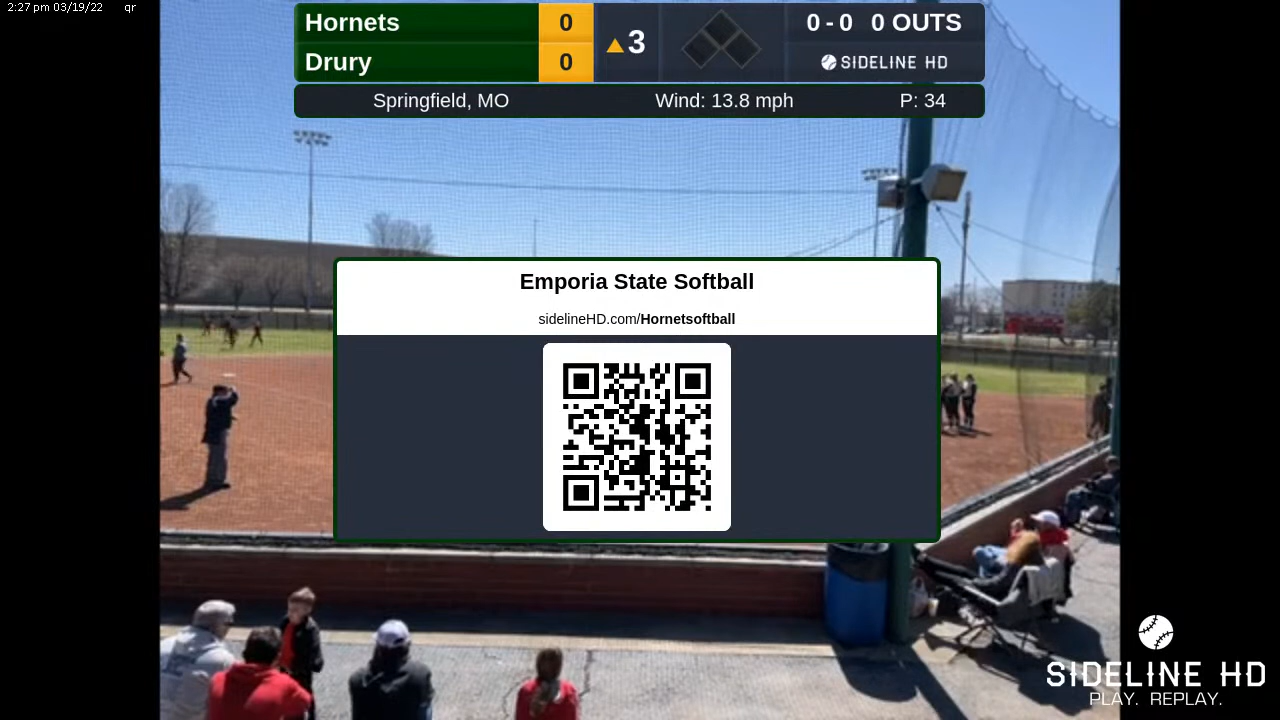 2:27 pm 03/19/22 qr
Hornets 0
Drury 0
3
0 - 0 0 OUTS
SIDELINE HD
Springfield, MO Wind: 13.8 mph P: 34
Emporia State Softball
sidelineHD.com/Hornetsoftball
SIDELINE HD
PLAY. REPLAY.